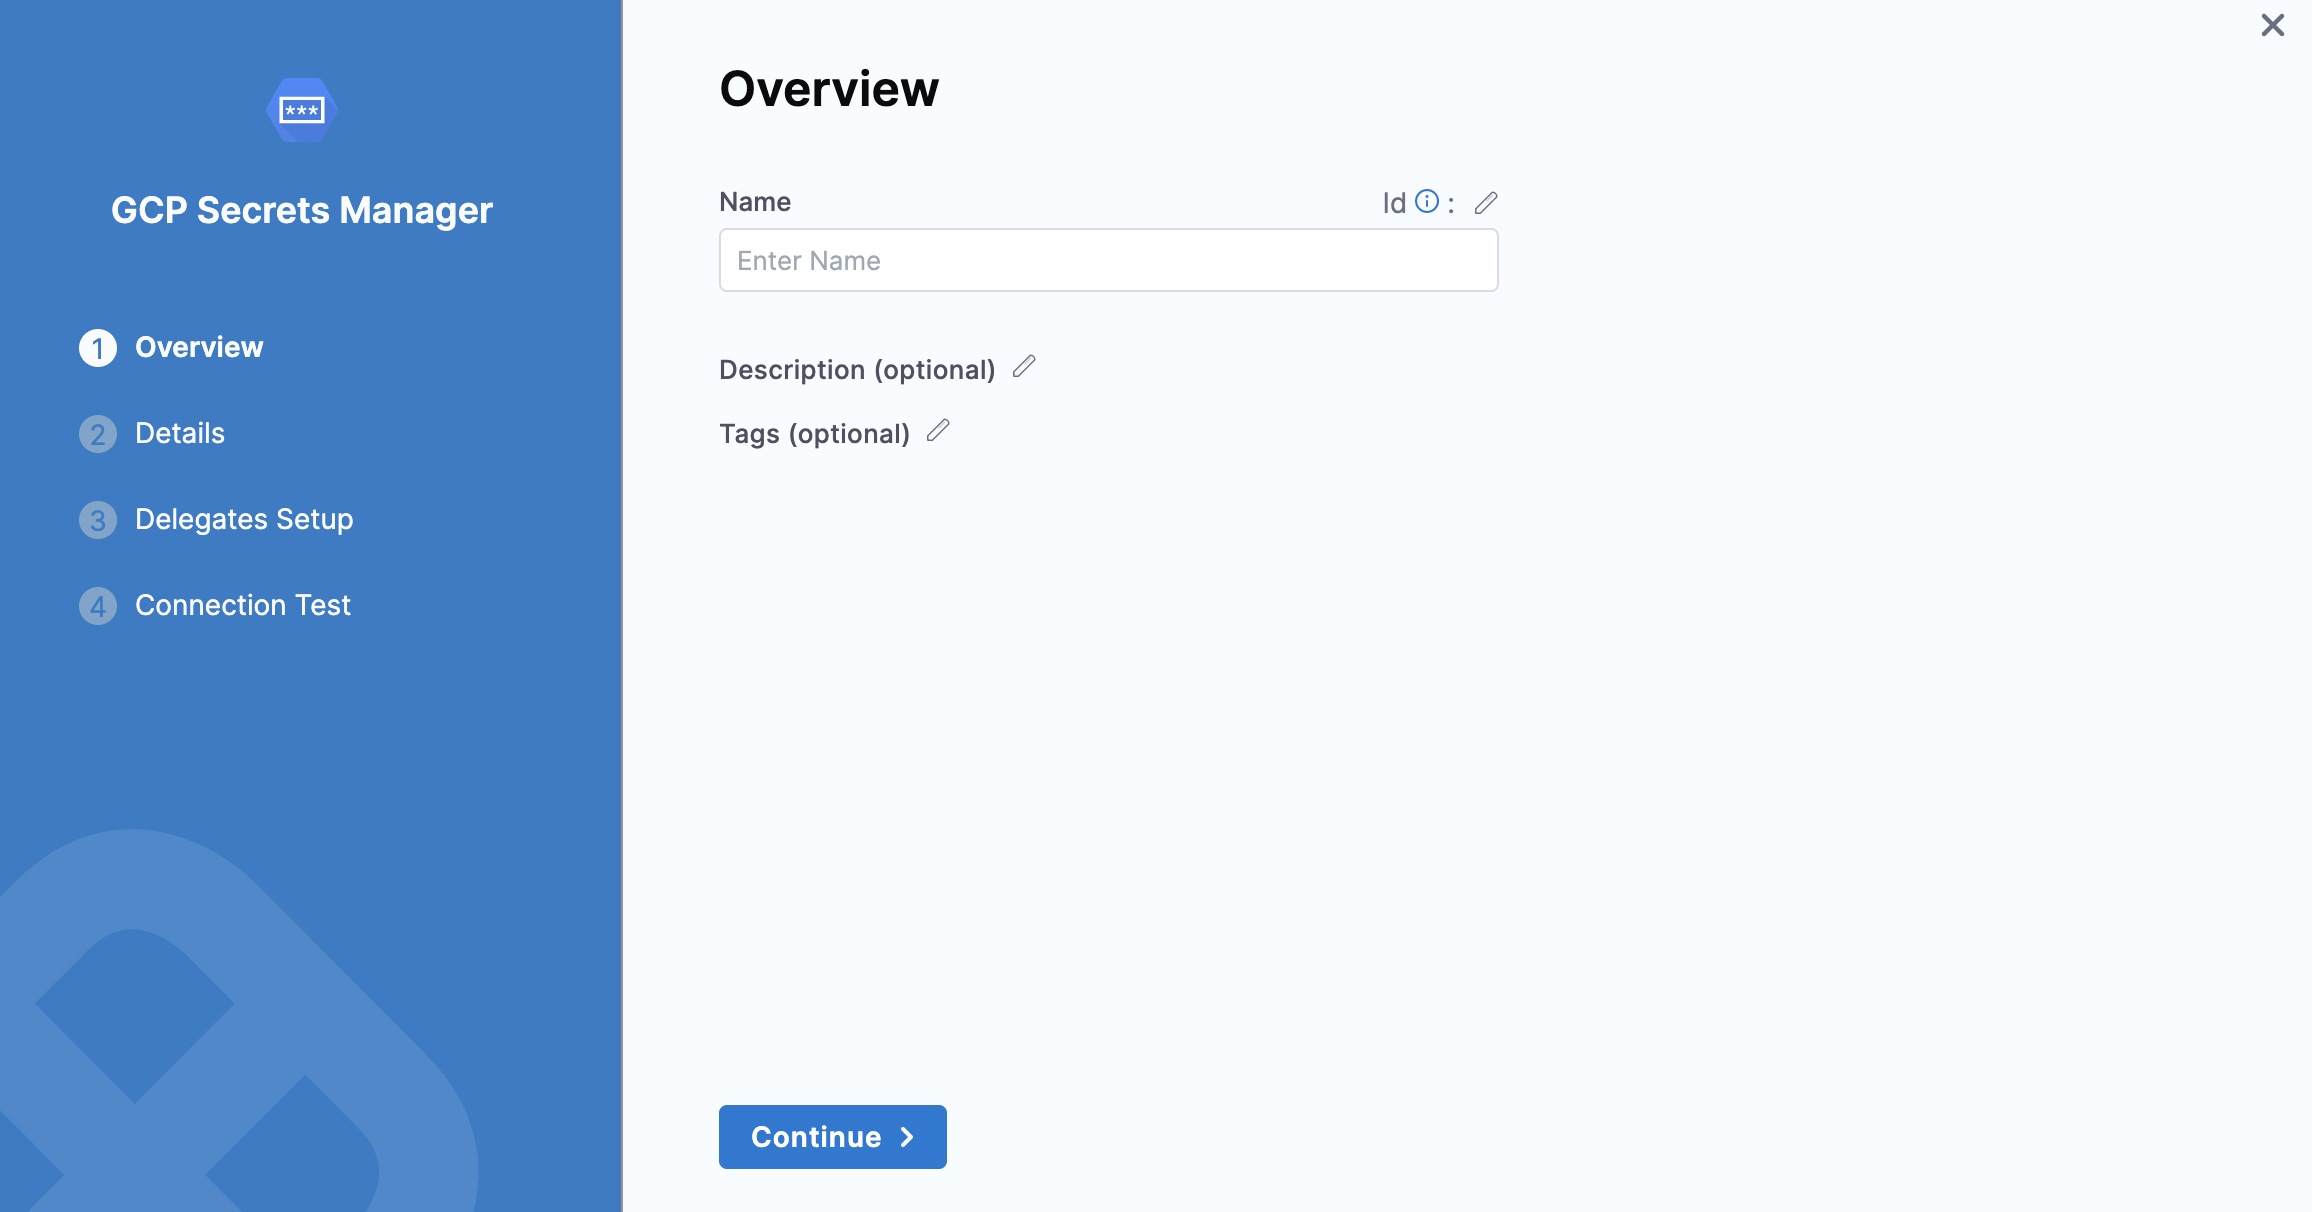 ***
GCP Secrets Manager
1 Overview
2 Details
3 Delegates Setup
4 Connection Test
Overview
Name
Id i :
Enter Name
Description (optional)
Tags (optional)
Continue